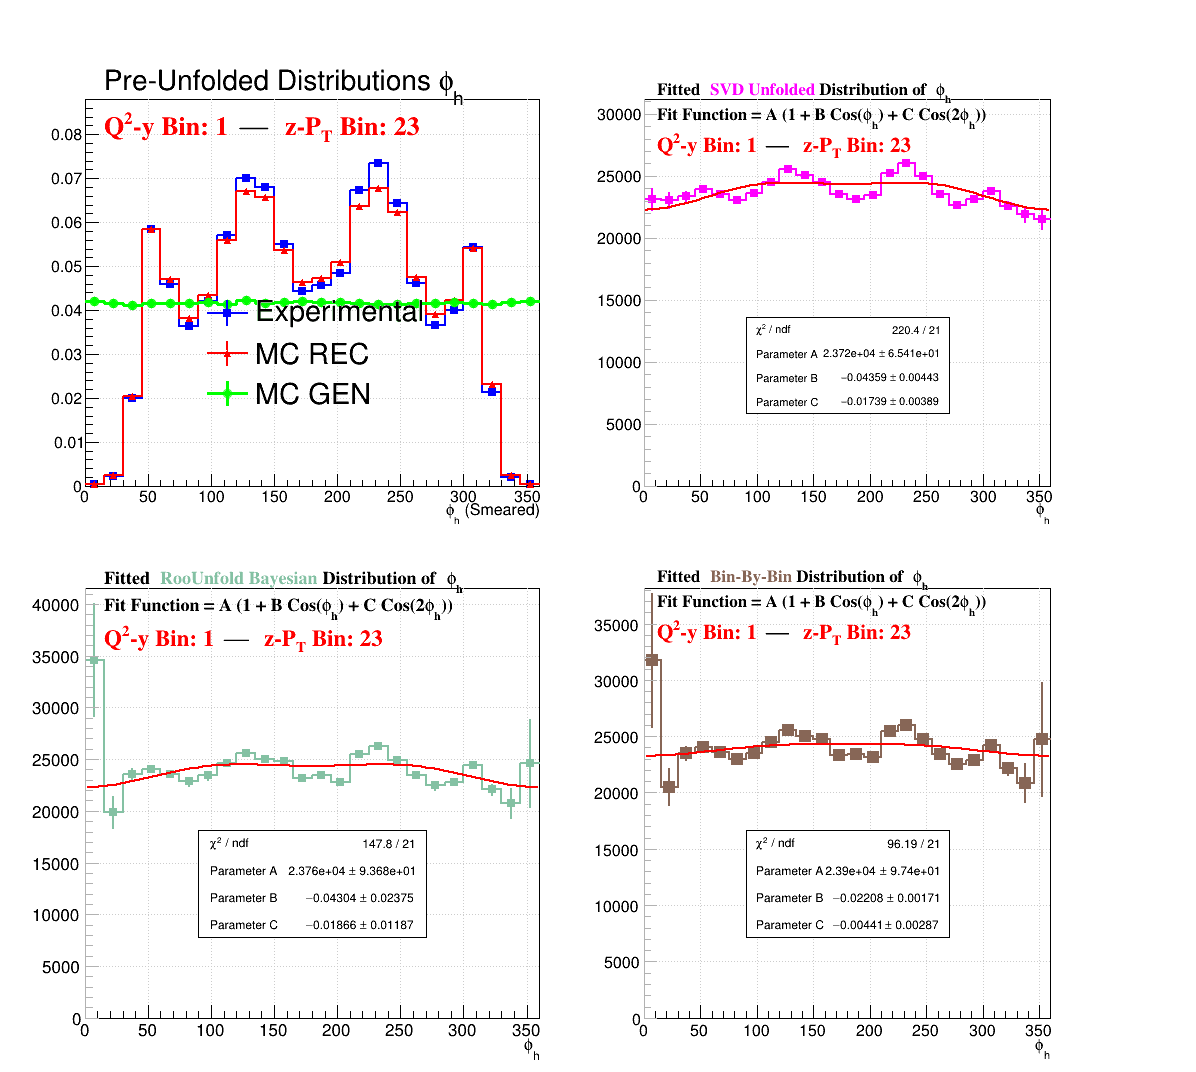 Pre-Unfolded Distributions ϕh
Q2-y Bin: 1 — z-PT Bin: 23
0.08
0.07
0.06
0.05
0.04
0.03
0.02
0.01
0
Experimental
MC REC
MC GEN
0 50 100 150 200 250 300 350
ϕh (Smeared)
Fitted SVD Unfolded Distribution of ϕh
Fit Function = A (1 + B Cos(ϕh) + C Cos(2ϕh))
Q2-y Bin: 1 — z-PT Bin: 23
30000
25000
20000
15000
10000
5000
0
χ2 / ndf 220.4 / 21
Parameter A 2.372e+04 ± 6.541e+01
Parameter B −0.04359 ± 0.00443
Parameter C −0.01739 ± 0.00389
0 50 100 150 200 250 300 350
ϕh
Fitted RooUnfold Bayesian Distribution of ϕh
Fit Function = A (1 + B Cos(ϕh) + C Cos(2ϕh))
Q2-y Bin: 1 — z-PT Bin: 23
40000
35000
30000
25000
20000
15000
10000
5000
0
χ2 / ndf 147.8 / 21
Parameter A 2.376e+04 ± 9.368e+01
Parameter B −0.04304 ± 0.02375
Parameter C −0.01866 ± 0.01187
0 50 100 150 200 250 300 350
ϕh
Fitted Bin-By-Bin Distribution of ϕh
Fit Function = A (1 + B Cos(ϕh) + C Cos(2ϕh))
Q2-y Bin: 1 — z-PT Bin: 23
35000
30000
25000
20000
15000
10000
5000
0
χ2 / ndf 96.19 / 21
Parameter A 2.39e+04 ± 9.74e+01
Parameter B −0.02208 ± 0.00171
Parameter C −0.00441 ± 0.00287
0 50 100 150 200 250 300 350
ϕh